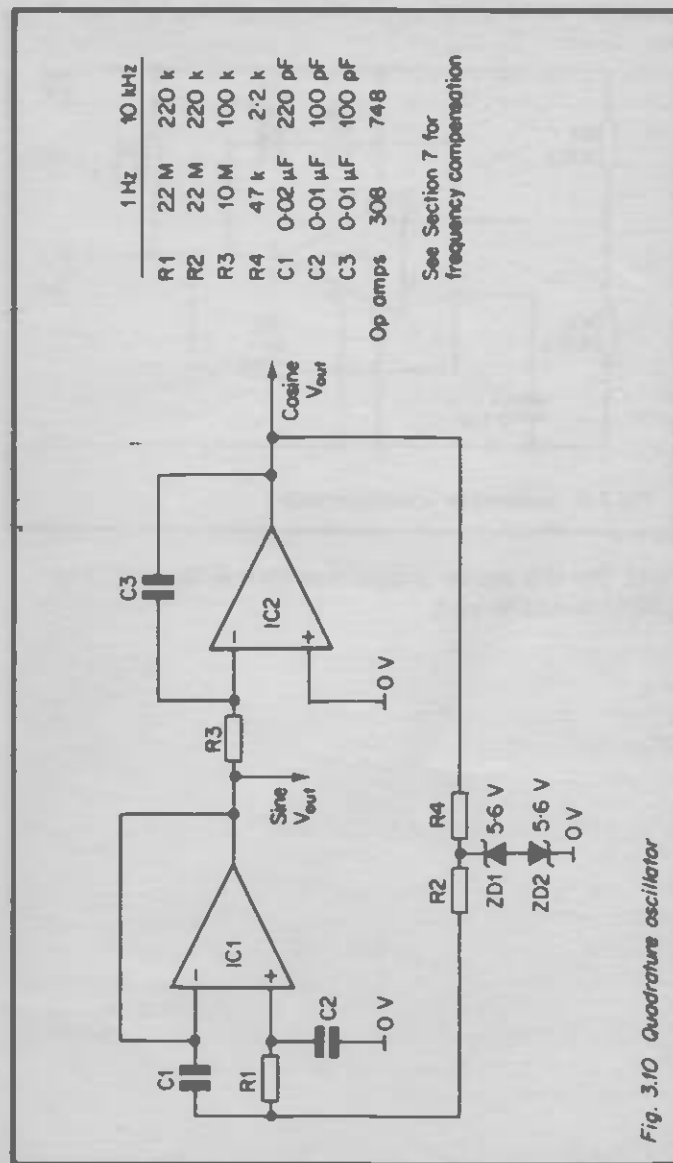 1 Hz 10 kHz
R1 22 M 220 k
R2 22 M 220 k
R3 10 M 100 k
R4 47 k 2·2 k
C1 0·02 µF 220 pF
C2 0·01 µF 100 pF
C3 0·01 µF 100 pF
Op amps 308 748
See Section 7 for
frequency compensation
C3
C1
R1
C2
0 V
IC1
−
+
Sine
Vout
R3
IC2
−
+
0 V
Cosine
Vout
R2
R4
ZD1 5·6 V
ZD2 5·6 V
0 V
Fig. 3.10 Quadrature oscillator